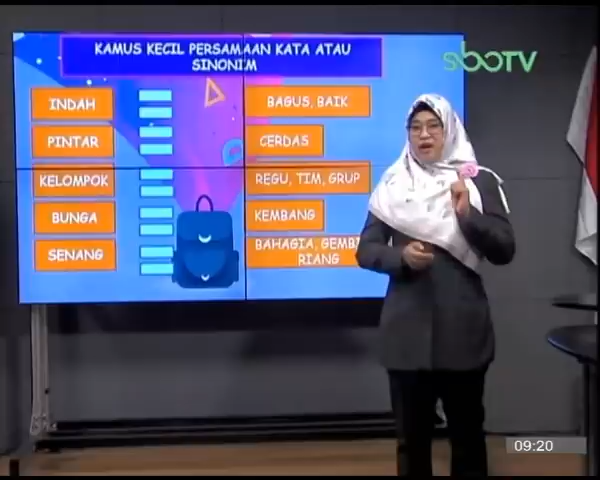 KAMUS KECIL PERSAMAAN KATA ATAU
SINONIM
sboTV
INDAH
BAGUS, BAIK
PINTAR
CERDAS
KELOMPOK
REGU, TIM, GRUP
BUNGA
KEMBANG
SENANG
BAHAGIA,
RIANG
09:20